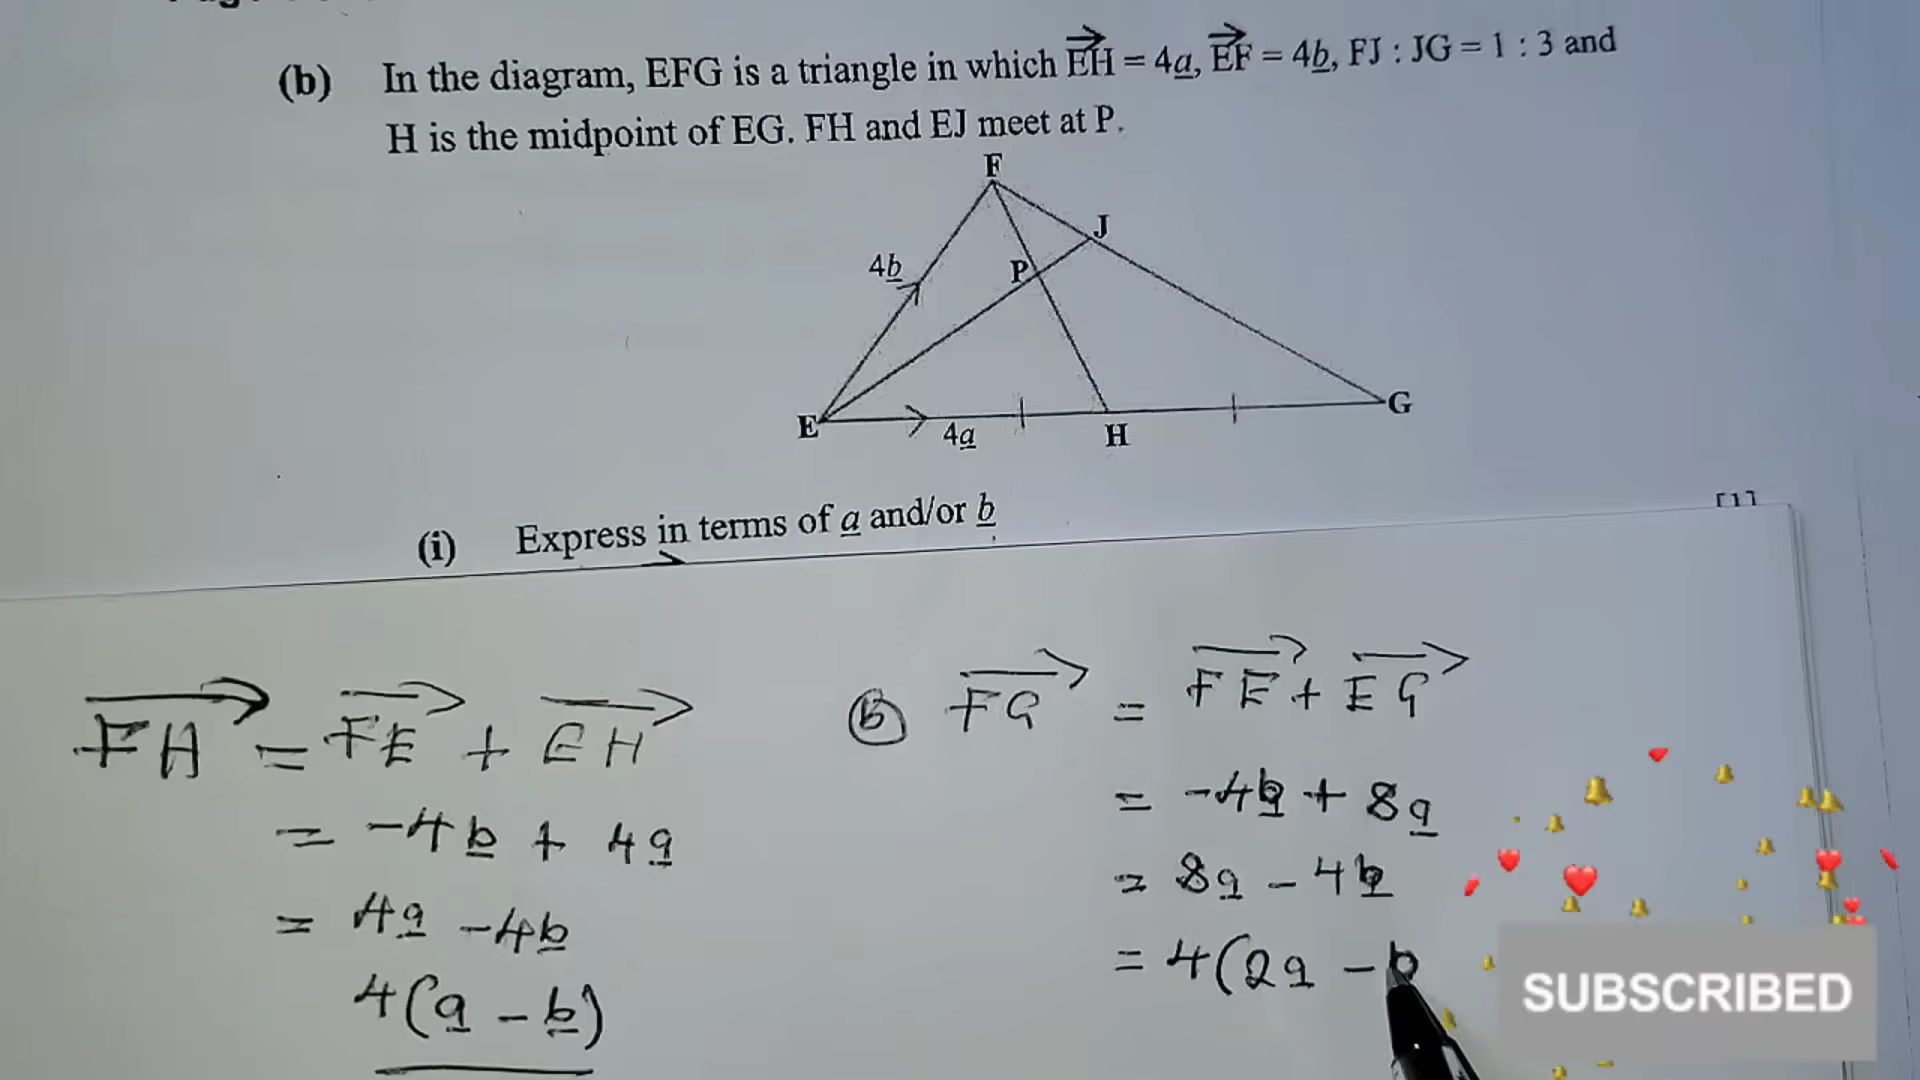 (b) In the diagram, EFG is a triangle in which EH = 4a, EF = 4b, FJ : JG = 1 : 3 and
H is the midpoint of EG. FH and EJ meet at P.
F
J
4b
P
E
4a
H
G
(i) Express in terms of a and/or b
[1]
FH = FE + EH
= -4b + 4a
= 4a - 4b
4(a - b)
(b) FG = FE + EG
= -4b + 8a
= 8a - 4b
= 4(2a - b
SUBSCRIBED